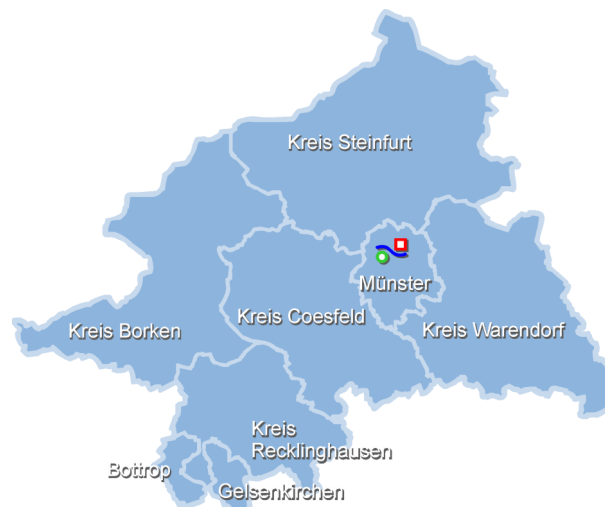 Kreis Steinfurt
Münster
Kreis Coesfeld
Kreis Borken
Kreis Warendorf
Kreis
Recklinghausen
Bottrop
Gelsenkirchen